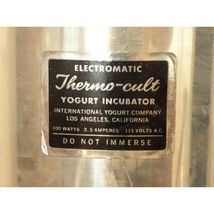 ELECTROMATIC
Thermo-cult
YOGURT INCUBATOR
INTERNATIONAL YOGURT COMPANY
LOS ANGELES, CALIFORNIA
400 WATTS 3.5 AMPERES 115 VOLTS A.C.
DO NOT IMMERSE